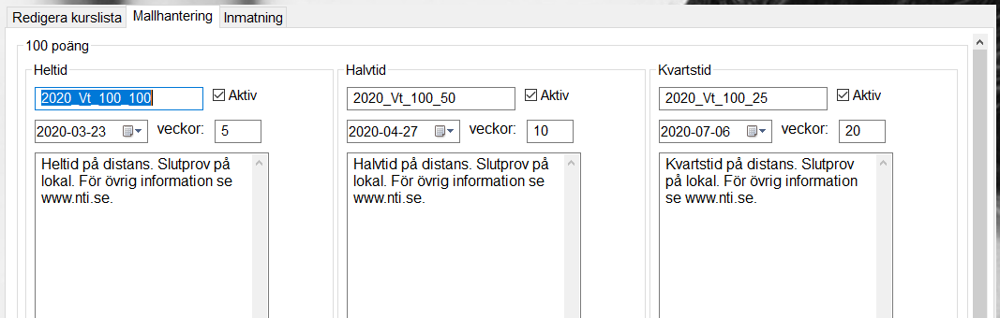 Redigera kurslista Mallhantering Inmatning
100 poäng
Heltid
2020_Vt_100_100 Aktiv
2020-03-23 veckor: 5
Heltid på distans. Slutprov på
lokal. För övrig information se
www.nti.se.
Halvtid
2020_Vt_100_50 Aktiv
2020-04-27 veckor: 10
Halvtid på distans. Slutprov på
lokal. För övrig information se
www.nti.se.
Kvartstid
2020_Vt_100_25 Aktiv
2020-07-06 veckor: 20
Kvartstid på distans. Slutprov
på lokal. För övrig information
se www.nti.se.